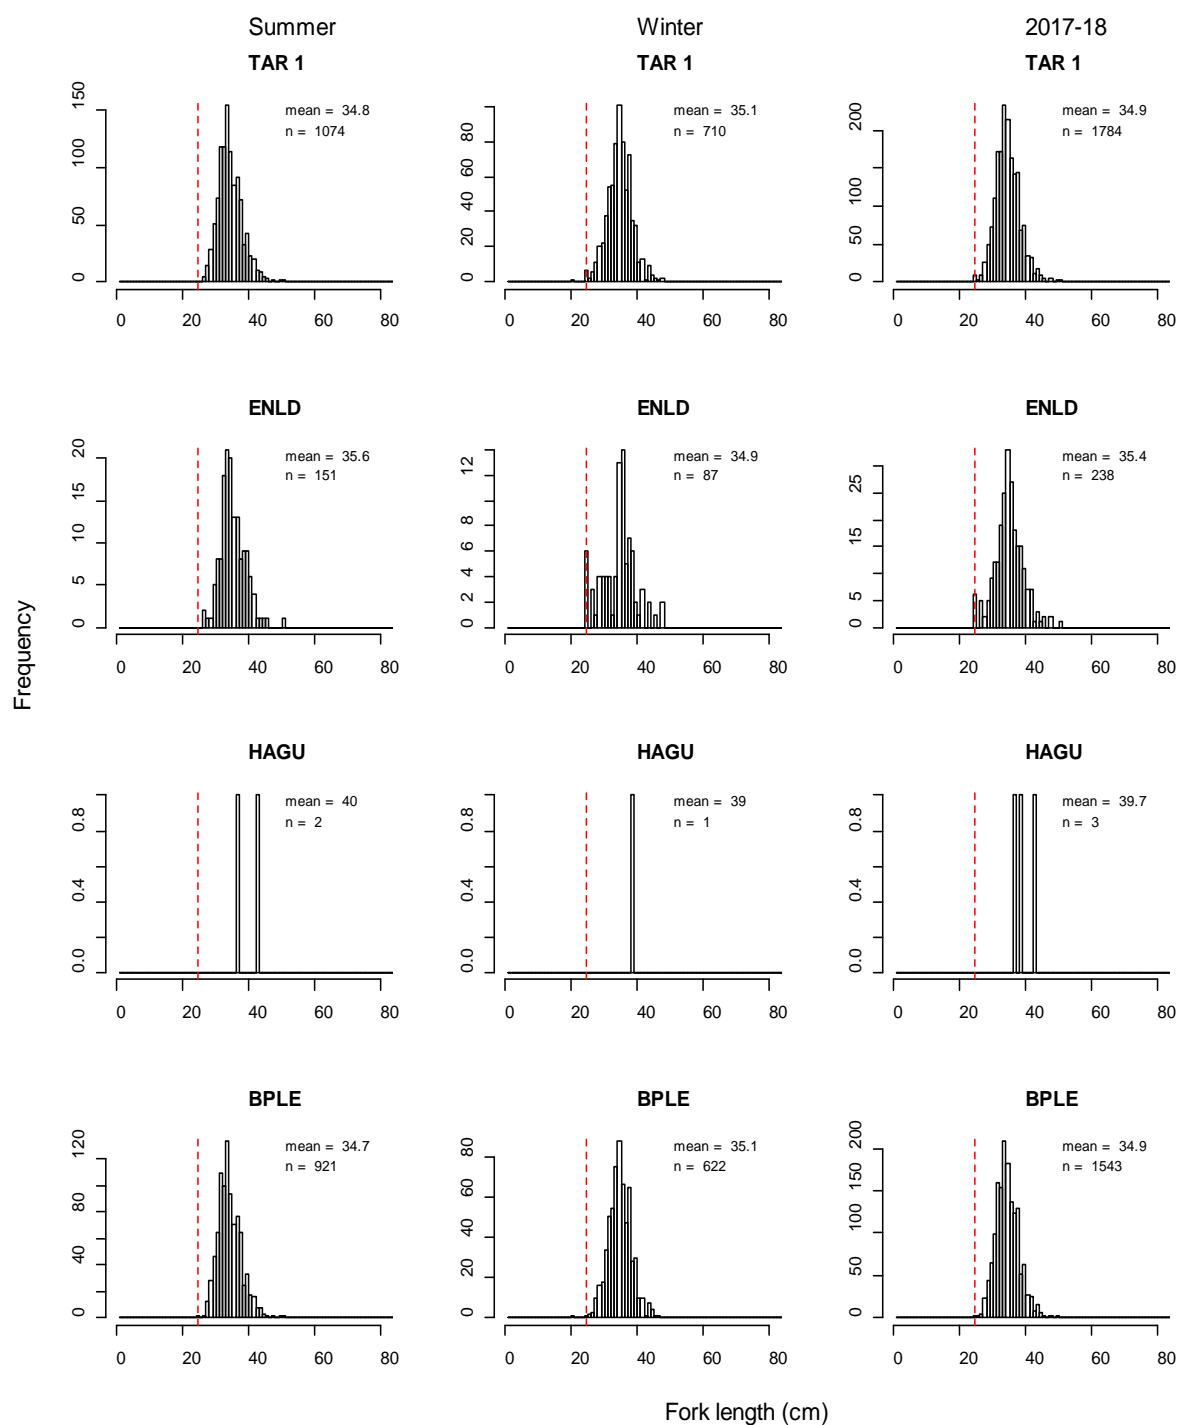 Summer Winter 2017-18
TAR 1 TAR 1 TAR 1
mean = 34.8
n = 1074
0 50 100 150
0 20 40 60 80
mean = 35.1
n = 710
0 20 40 60 80
0 20 40 60 80
mean = 34.9
n = 1784
0 50 100 200
0 20 40 60 80
ENLD ENLD ENLD
mean = 35.6
n = 151
0 5 10 15 20
0 20 40 60 80
mean = 34.9
n = 87
0 2 4 6 8 12
0 20 40 60 80
mean = 35.4
n = 238
0 5 15 25
0 20 40 60 80
Frequency
HAGU HAGU HAGU
mean = 40
n = 2
0.0 0.4 0.8
0 20 40 60 80
mean = 39
n = 1
0.0 0.4 0.8
0 20 40 60 80
mean = 39.7
n = 3
0.0 0.4 0.8
0 20 40 60 80
BPLE BPLE BPLE
mean = 34.7
n = 921
0 40 80 120
0 20 40 60 80
mean = 35.1
n = 622
0 20 40 60 80
0 20 40 60 80
mean = 34.9
n = 1543
0 50 100 150 200
0 20 40 60 80
Fork length (cm)